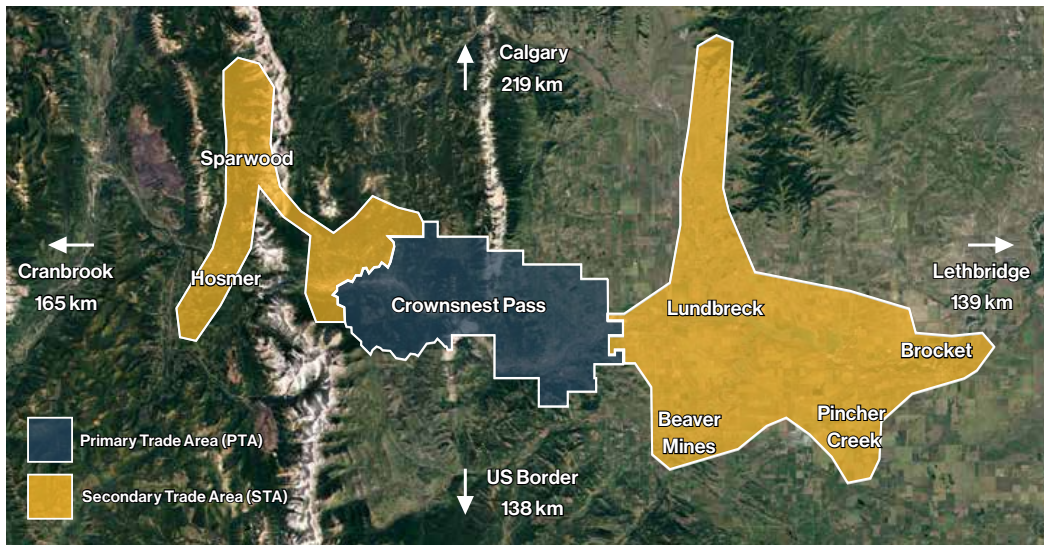 Calgary
219 km
Sparwood
Cranbrook
165 km
Hosmer
Crownsnest Pass
Lundbreck
Lethbridge
139 km
Brocket
Beaver
Mines
Pincher
Creek
Primary Trade Area (PTA)
Secondary Trade Area (STA)
US Border
138 km